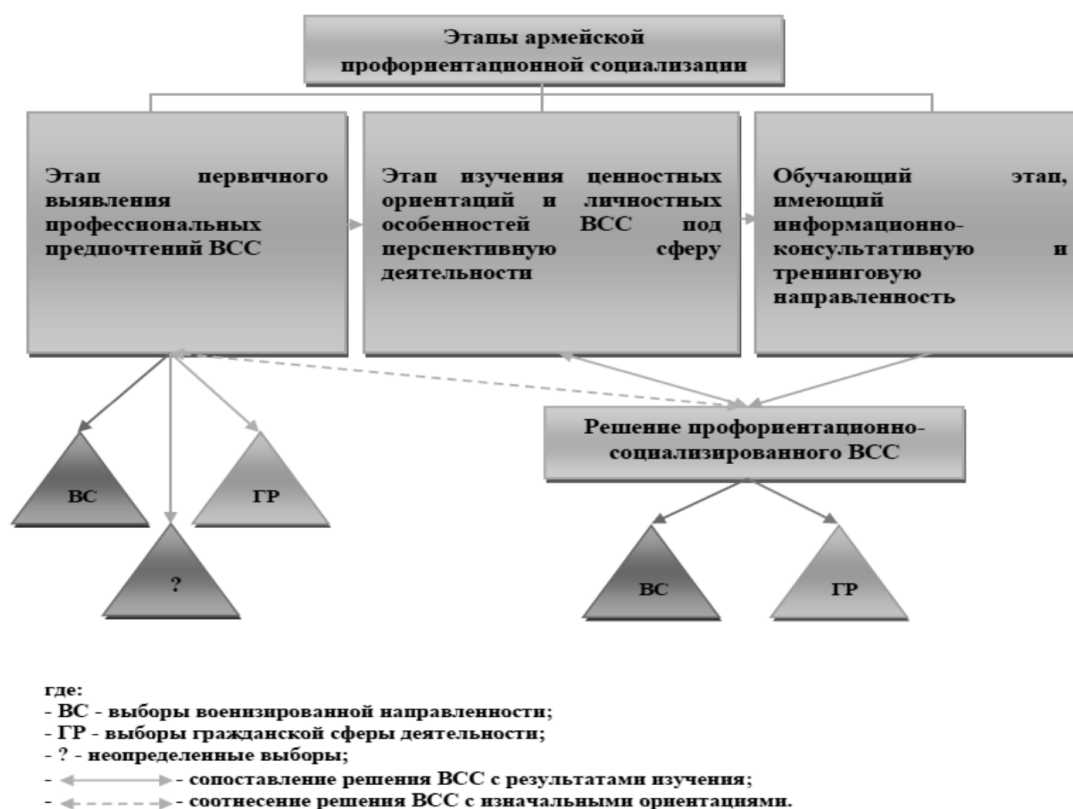 Этапы армейской
профориентационной социализации
Этап первичного
выявления
профессиональных
предпочтений ВСС
Этап изучения ценностных
ориентаций и личностных
особенностей ВСС под
перспективную сферу
деятельности
Обучающий этап,
имеющий
информационно-
консультативную и
тренинговую
направленность
Решение профориентационно-
социализированного ВСС
ВС
ГР
?
ВС
ГР
где:
- ВС - выборы военизированной направленности;
- ГР - выборы гражданской сферы деятельности;
- ? - неопределенные выборы;
- - сопоставление решения ВСС с результатами изучения;
- - соотнесение решения ВСС с изначальными ориентациями.